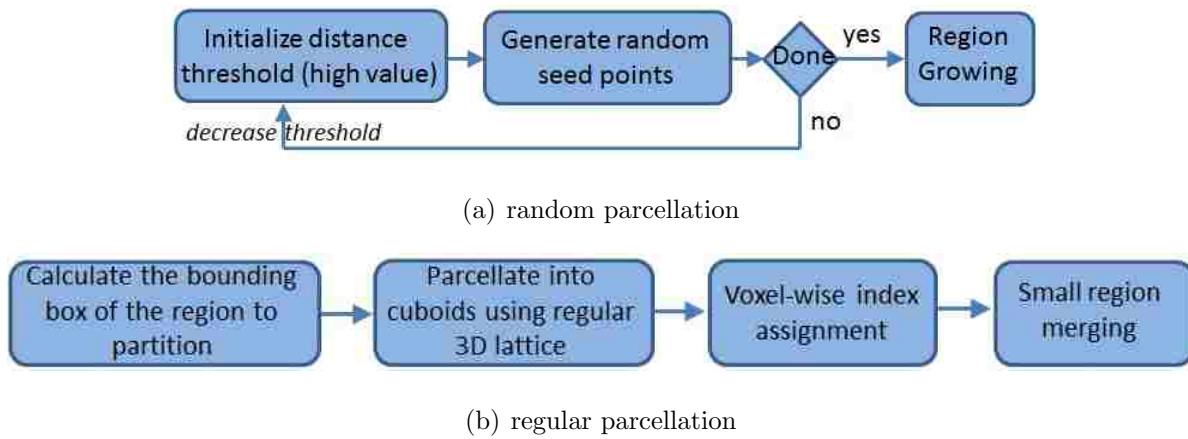 Initialize distance
threshold (high value)
Generate random
seed points
Done
yes
Region
Growing
no
decrease threshold
(a) random parcellation
Calculate the bounding
box of the region to
partition
Parcellate into
cuboids using regular
3D lattice
Voxel-wise index
assignment
Small region
merging
(b) regular parcellation